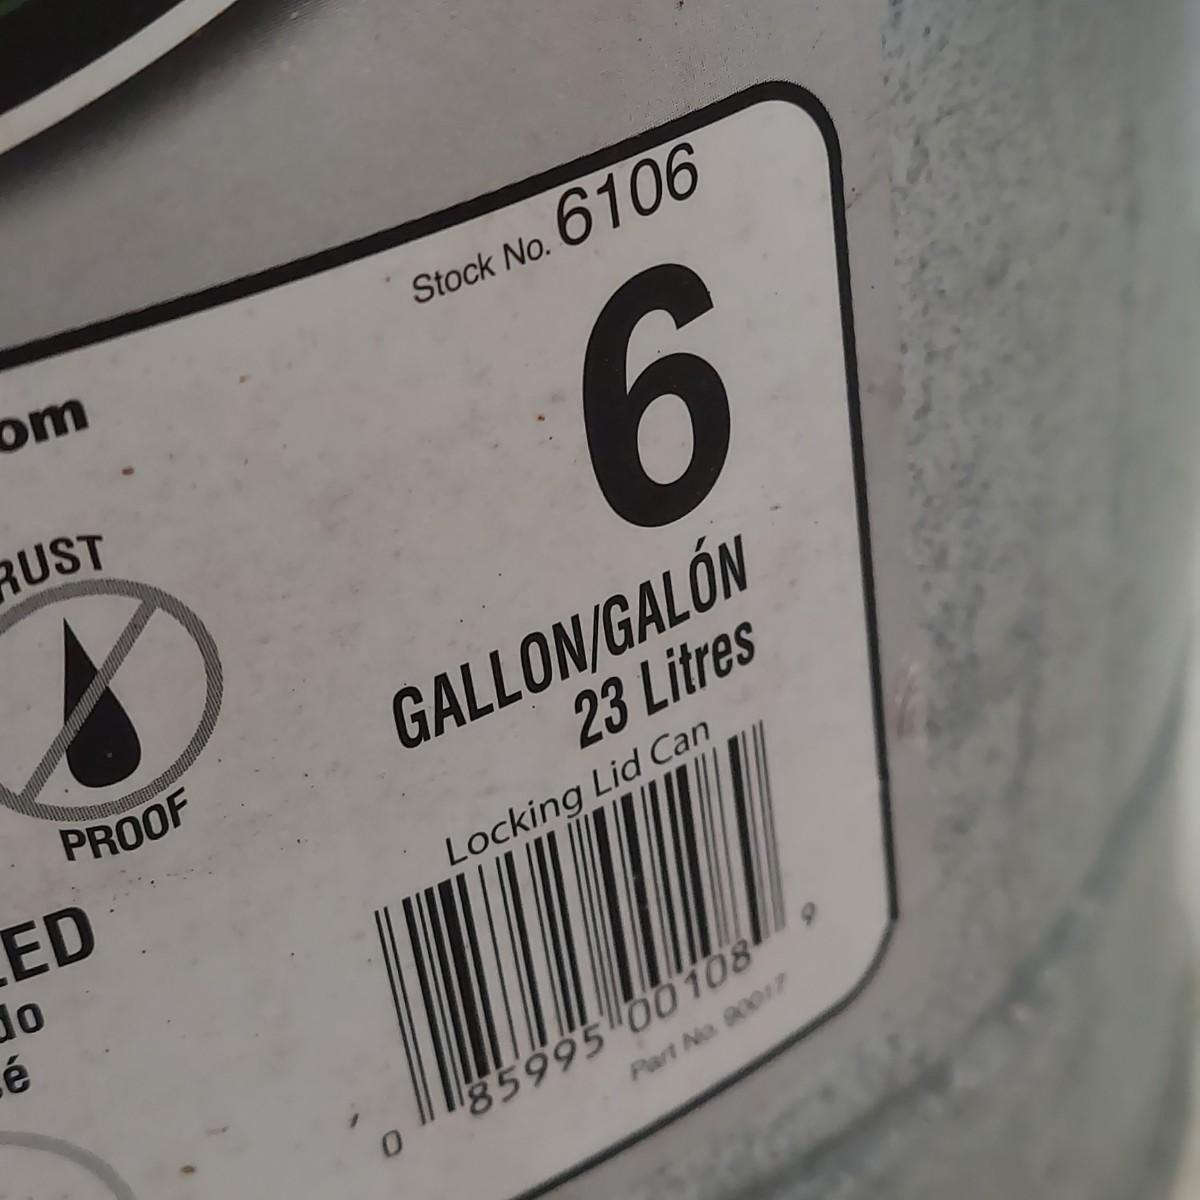 Stock No. 6106
6
om
RUST
GALLON/GALÓN
23 Litres
PROOF
Locking Lid Can
ED
do
é
0 85995 00108 9
Part No. 90017